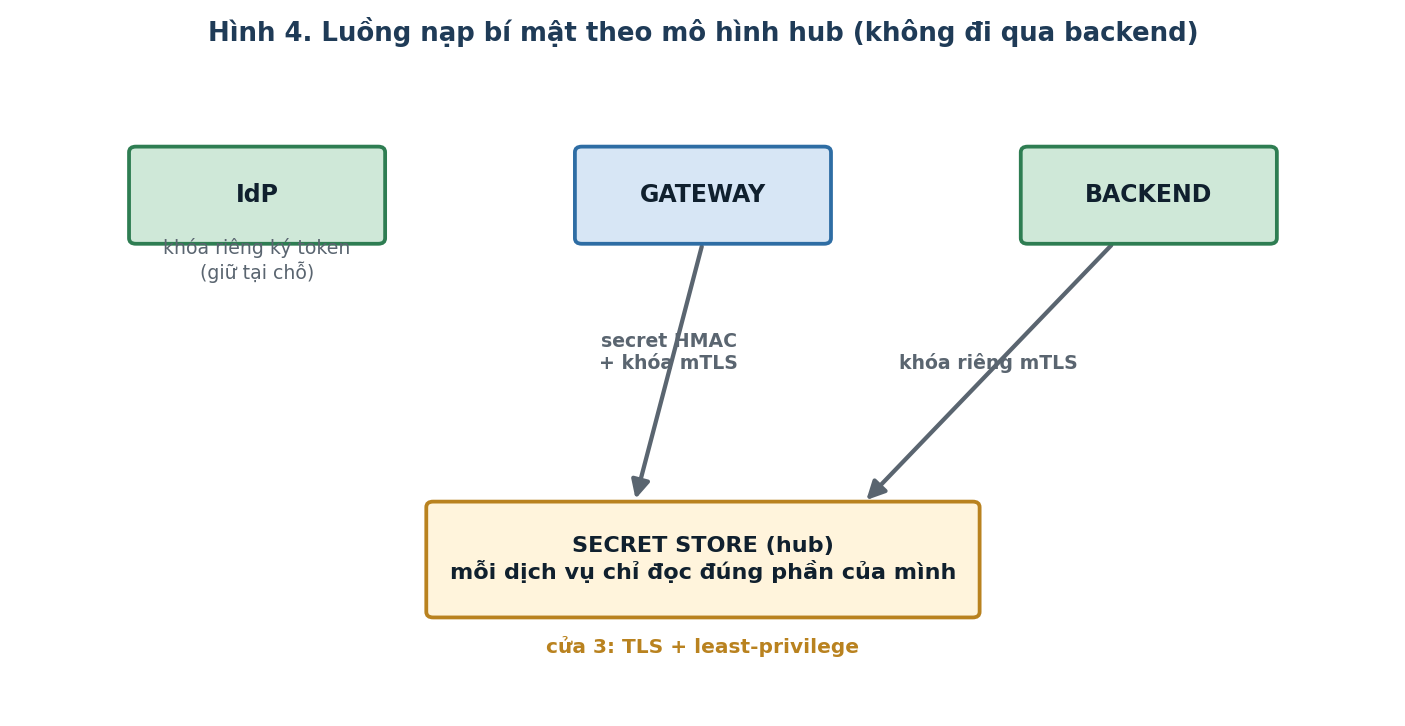 Hình 4. Luồng nạp bí mật theo mô hình hub (không đi qua backend)
IdP
khóa riêng ký token
(giữ tại chỗ)
GATEWAY
BACKEND
secret HMAC
+ khóa mTLS
khóa riêng mTLS
SECRET STORE (hub)
mỗi dịch vụ chỉ đọc đúng phần của mình
cửa 3: TLS + least-privilege